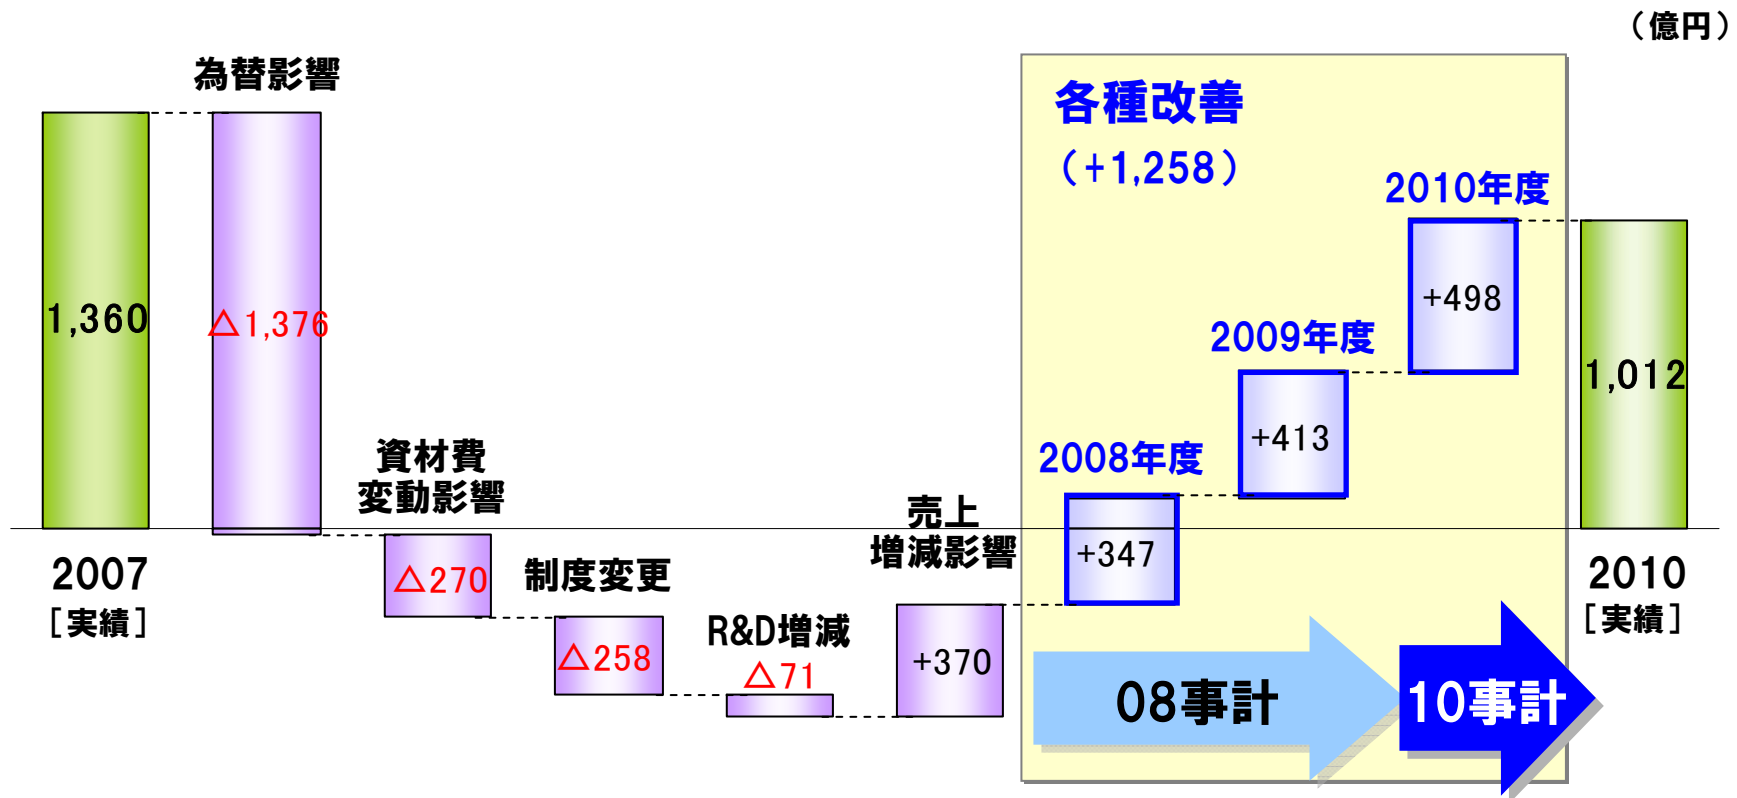 （億円）
為替影響
1,360
△1,376
資材費
変動影響
△270
制度変更
△258
R&D増減
△71
売上
増減影響
+370
各種改善
（+1,258）
2008年度
+347
2009年度
+413
2010年度
+498
1,012
2007
［実績］
2010
［実績］
08事計
10事計